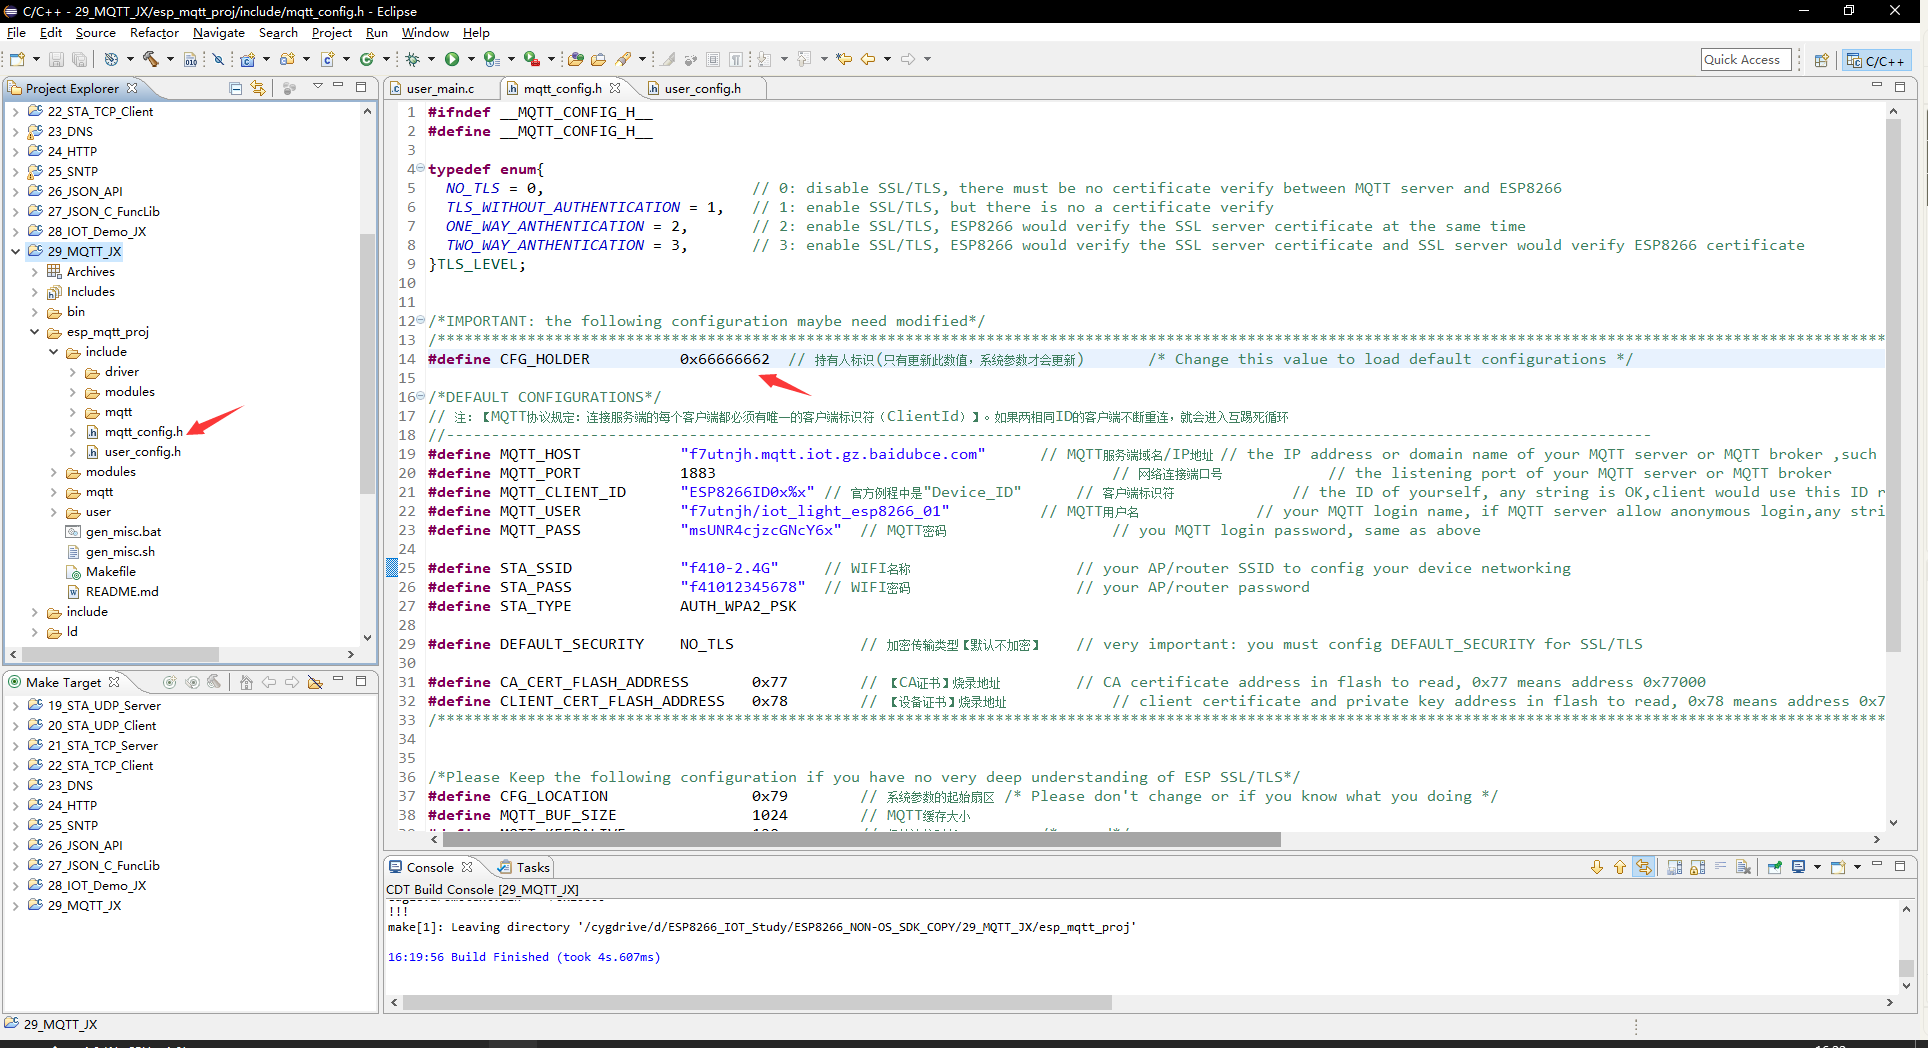 C/C++ - 29_MQTT_JX/esp_mqtt_proj/include/mqtt_config.h - Eclipse
File Edit Source Refactor Navigate Search Project Run Window Help
Quick Access
C/C++
Project Explorer
22_STA_TCP_Client
23_DNS
24_HTTP
25_SNTP
26_JSON_API
27_JSON_C_FuncLib
28_IOT_Demo_JX
29_MQTT_JX
Archives
Includes
bin
esp_mqtt_proj
include
driver
modules
mqtt
mqtt_config.h
user_config.h
modules
mqtt
user
gen_misc.bat
gen_misc.sh
Makefile
README.md
include
ld
Make Target
19_STA_UDP_Server
20_STA_UDP_Client
21_STA_TCP_Server
22_STA_TCP_Client
23_DNS
24_HTTP
25_SNTP
26_JSON_API
27_JSON_C_FuncLib
28_IOT_Demo_JX
29_MQTT_JX
user_main.c mqtt_config.h user_config.h
1 #ifndef __MQTT_CONFIG_H__
2 #define __MQTT_CONFIG_H__
3
4 typedef enum{
5 NO_TLS = 0, // 0: disable SSL/TLS, there must be no certificate verify between MQTT server and ESP8266
6 TLS_WITHOUT_AUTHENTICATION = 1, // 1: enable SSL/TLS, but there is no a certificate verify
7 ONE_WAY_ANTHENTICATION = 2, // 2: enable SSL/TLS, ESP8266 would verify the SSL server certificate at the same time
8 TWO_WAY_ANTHENTICATION = 3, // 3: enable SSL/TLS, ESP8266 would verify the SSL server certificate and SSL server would verify ESP8266 certificate
9 }TLS_LEVEL;
10
11
12 /*IMPORTANT: the following configuration maybe need modified*/
13 /***************************************************************************************************
14 #define CFG_HOLDER 0x66666662 // 持有人标识(只有更新此数值，系统参数才会更新) /* Change this value to load default configurations */
15
16 /*DEFAULT CONFIGURATIONS*/
17 // 注：【MQTT协议规定：连接服务端的每个客户端都必须有唯一的客户端标识符（ClientId）】。如果两相同ID的客户端不断重连，就会进入互踢死循环
18 //--------------------------------------------------------------------------------------------------
19 #define MQTT_HOST "f7utnjh.mqtt.iot.gz.baidubce.com" // MQTT服务端域名/IP地址 // the IP address or domain name of your MQTT server or MQTT broker ,such
20 #define MQTT_PORT 1883 // 网络连接端口号 // the listening port of your MQTT server or MQTT broker
21 #define MQTT_CLIENT_ID "ESP8266ID0x%x" // 官方例程中是"Device_ID" // 客户端标识符 // the ID of yourself, any string is OK,client would use this ID r
22 #define MQTT_USER "f7utnjh/iot_light_esp8266_01" // MQTT用户名 // your MQTT login name, if MQTT server allow anonymous login,any stri
23 #define MQTT_PASS "msUNR4cjzcGNcY6x" // MQTT密码 // you MQTT login password, same as above
24
25 #define STA_SSID "f410-2.4G" // WIFI名称 // your AP/router SSID to config your device networking
26 #define STA_PASS "f41012345678" // WIFI密码 // your AP/router password
27 #define STA_TYPE AUTH_WPA2_PSK
28
29 #define DEFAULT_SECURITY NO_TLS // 加密传输类型【默认不加密】 // very important: you must config DEFAULT_SECURITY for SSL/TLS
30
31 #define CA_CERT_FLASH_ADDRESS 0x77 // 【CA证书】烧录地址 // CA certificate address in flash to read, 0x77 means address 0x77000
32 #define CLIENT_CERT_FLASH_ADDRESS 0x78 // 【设备证书】烧录地址 // client certificate and private key address in flash to read, 0x78 means address 0x7
33 /***************************************************************************************************
34
35
36 /*Please Keep the following configuration if you have no very deep understanding of ESP SSL/TLS*/
37 #define CFG_LOCATION 0x79 // 系统参数的起始扇区 /* Please don't change or if you know what you doing */
38 #define MQTT_BUF_SIZE 1024 // MQTT缓存大小
Console Tasks
CDT Build Console [29_MQTT_JX]
!!!
make[1]: Leaving directory '/cygdrive/d/ESP8266_IOT_Study/ESP8266_NON-OS_SDK_COPY/29_MQTT_JX/esp_mqtt_proj'
16:19:56 Build Finished (took 4s.607ms)
29_MQTT_JX